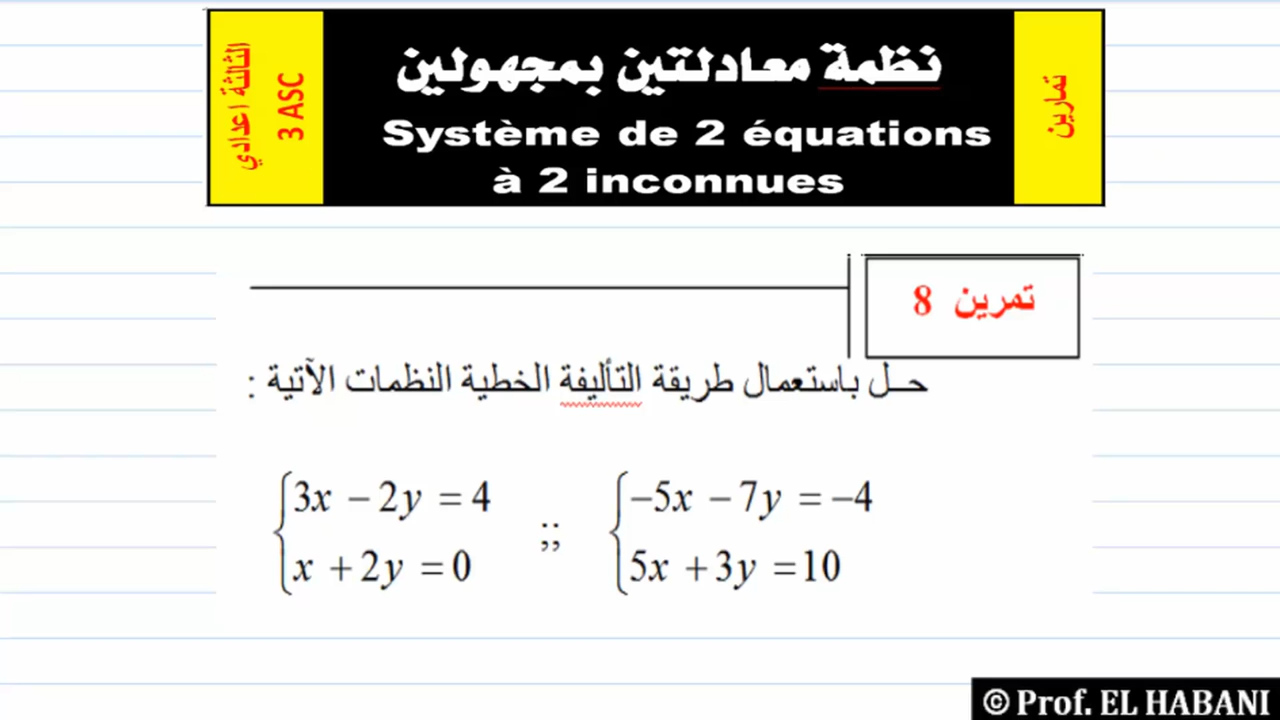 الثالثة اعدادي
3 ASC
نظمة معادلتين بمجهولين
Système de 2 équations
à 2 inconnues
تمارين
تمرين 8
حـل باستعمال طريقة التأليفة الخطية النظمات الآتية :
3x − 2y = 4
x + 2y = 0
;;
−5x − 7y = −4
5x + 3y = 10
© Prof. EL HABANI